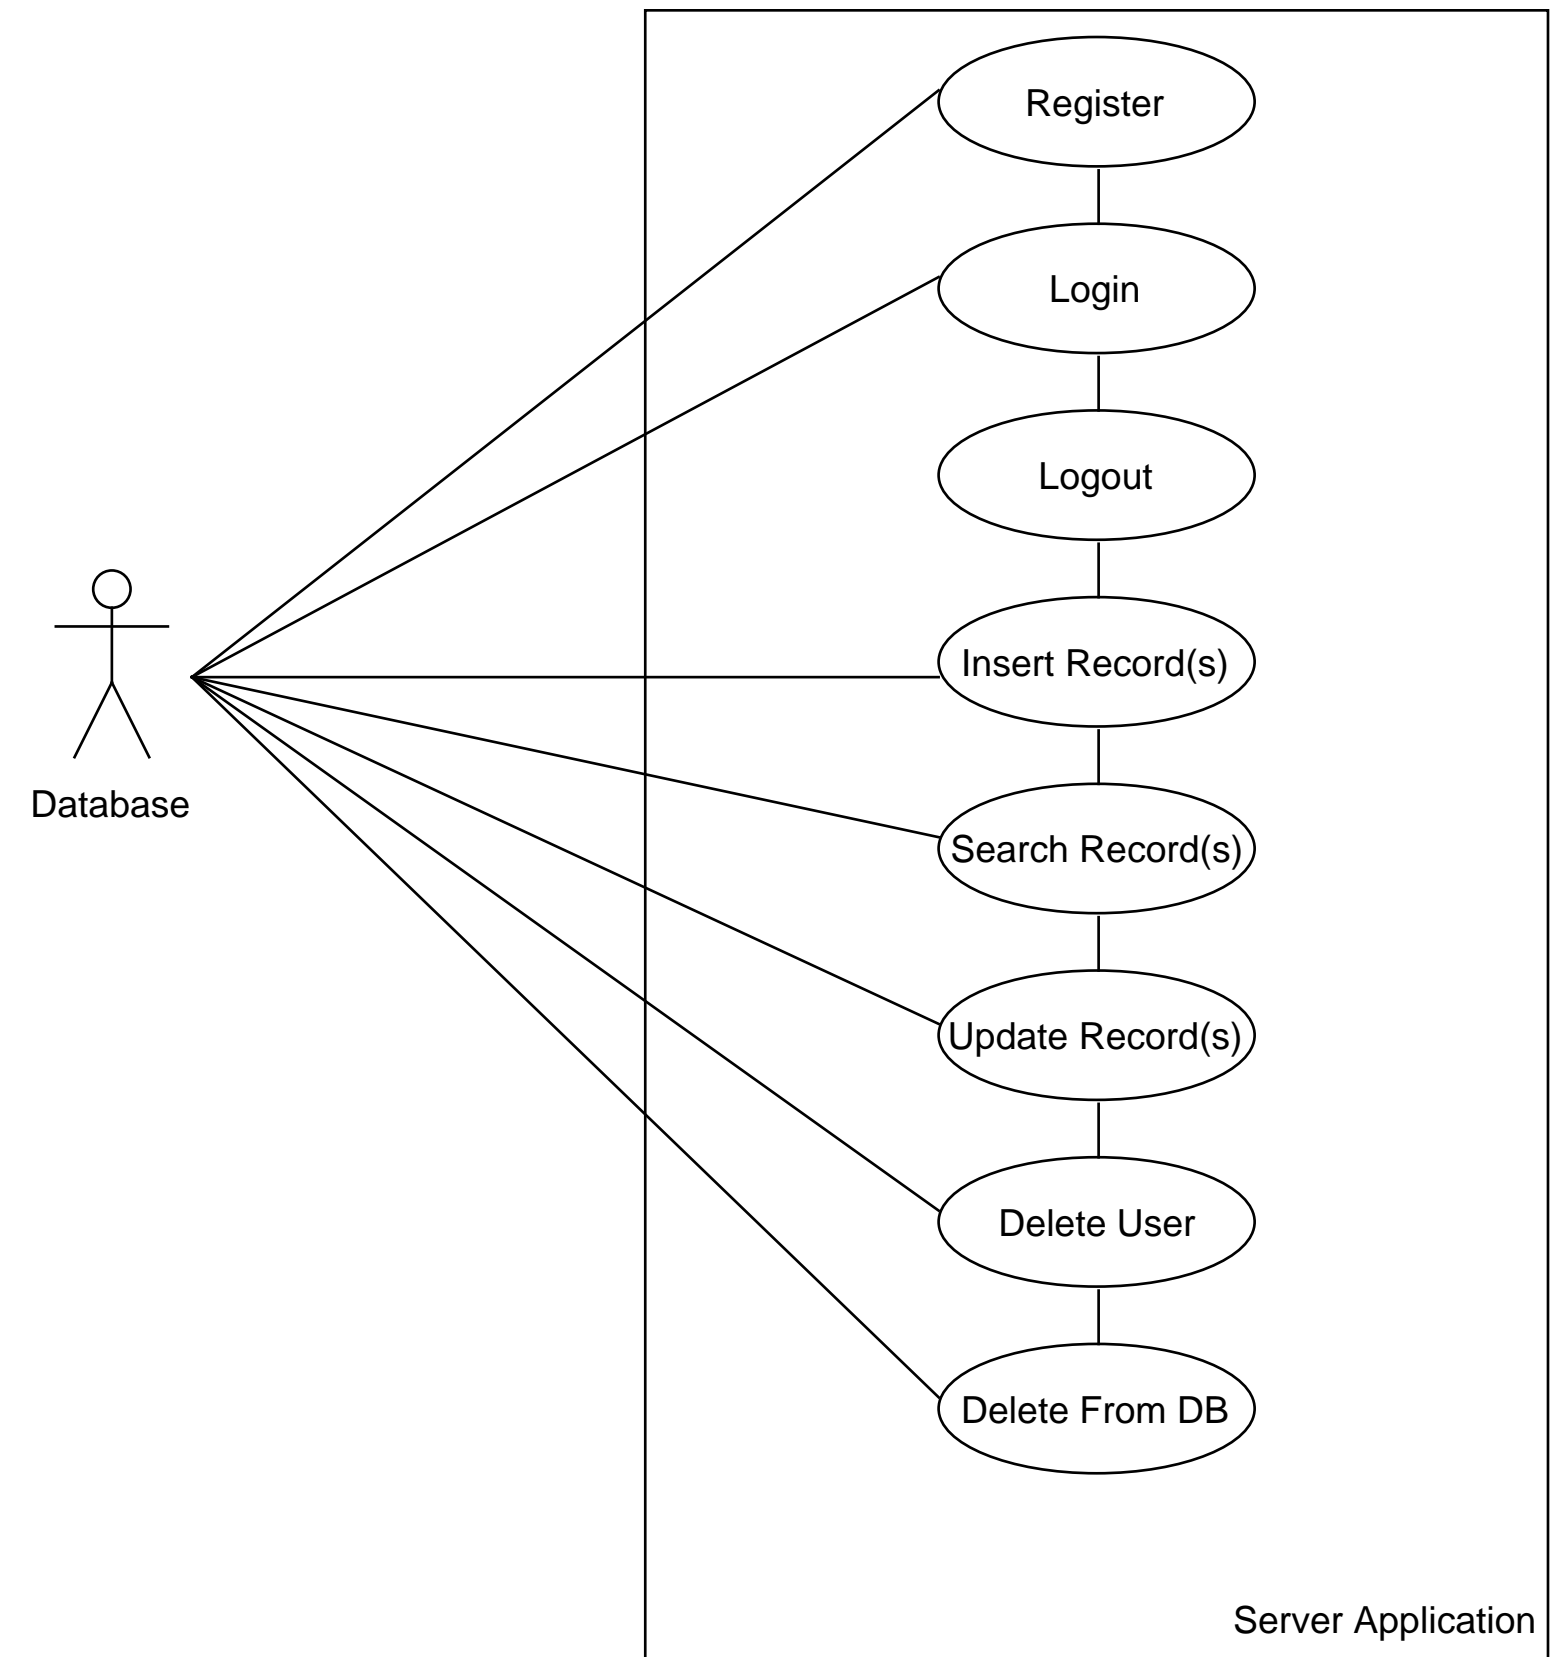 Register
Login
Logout
Insert Record(s)
Database
Search Record(s)
Update Record(s)
Delete User
Delete From DB
Server Application